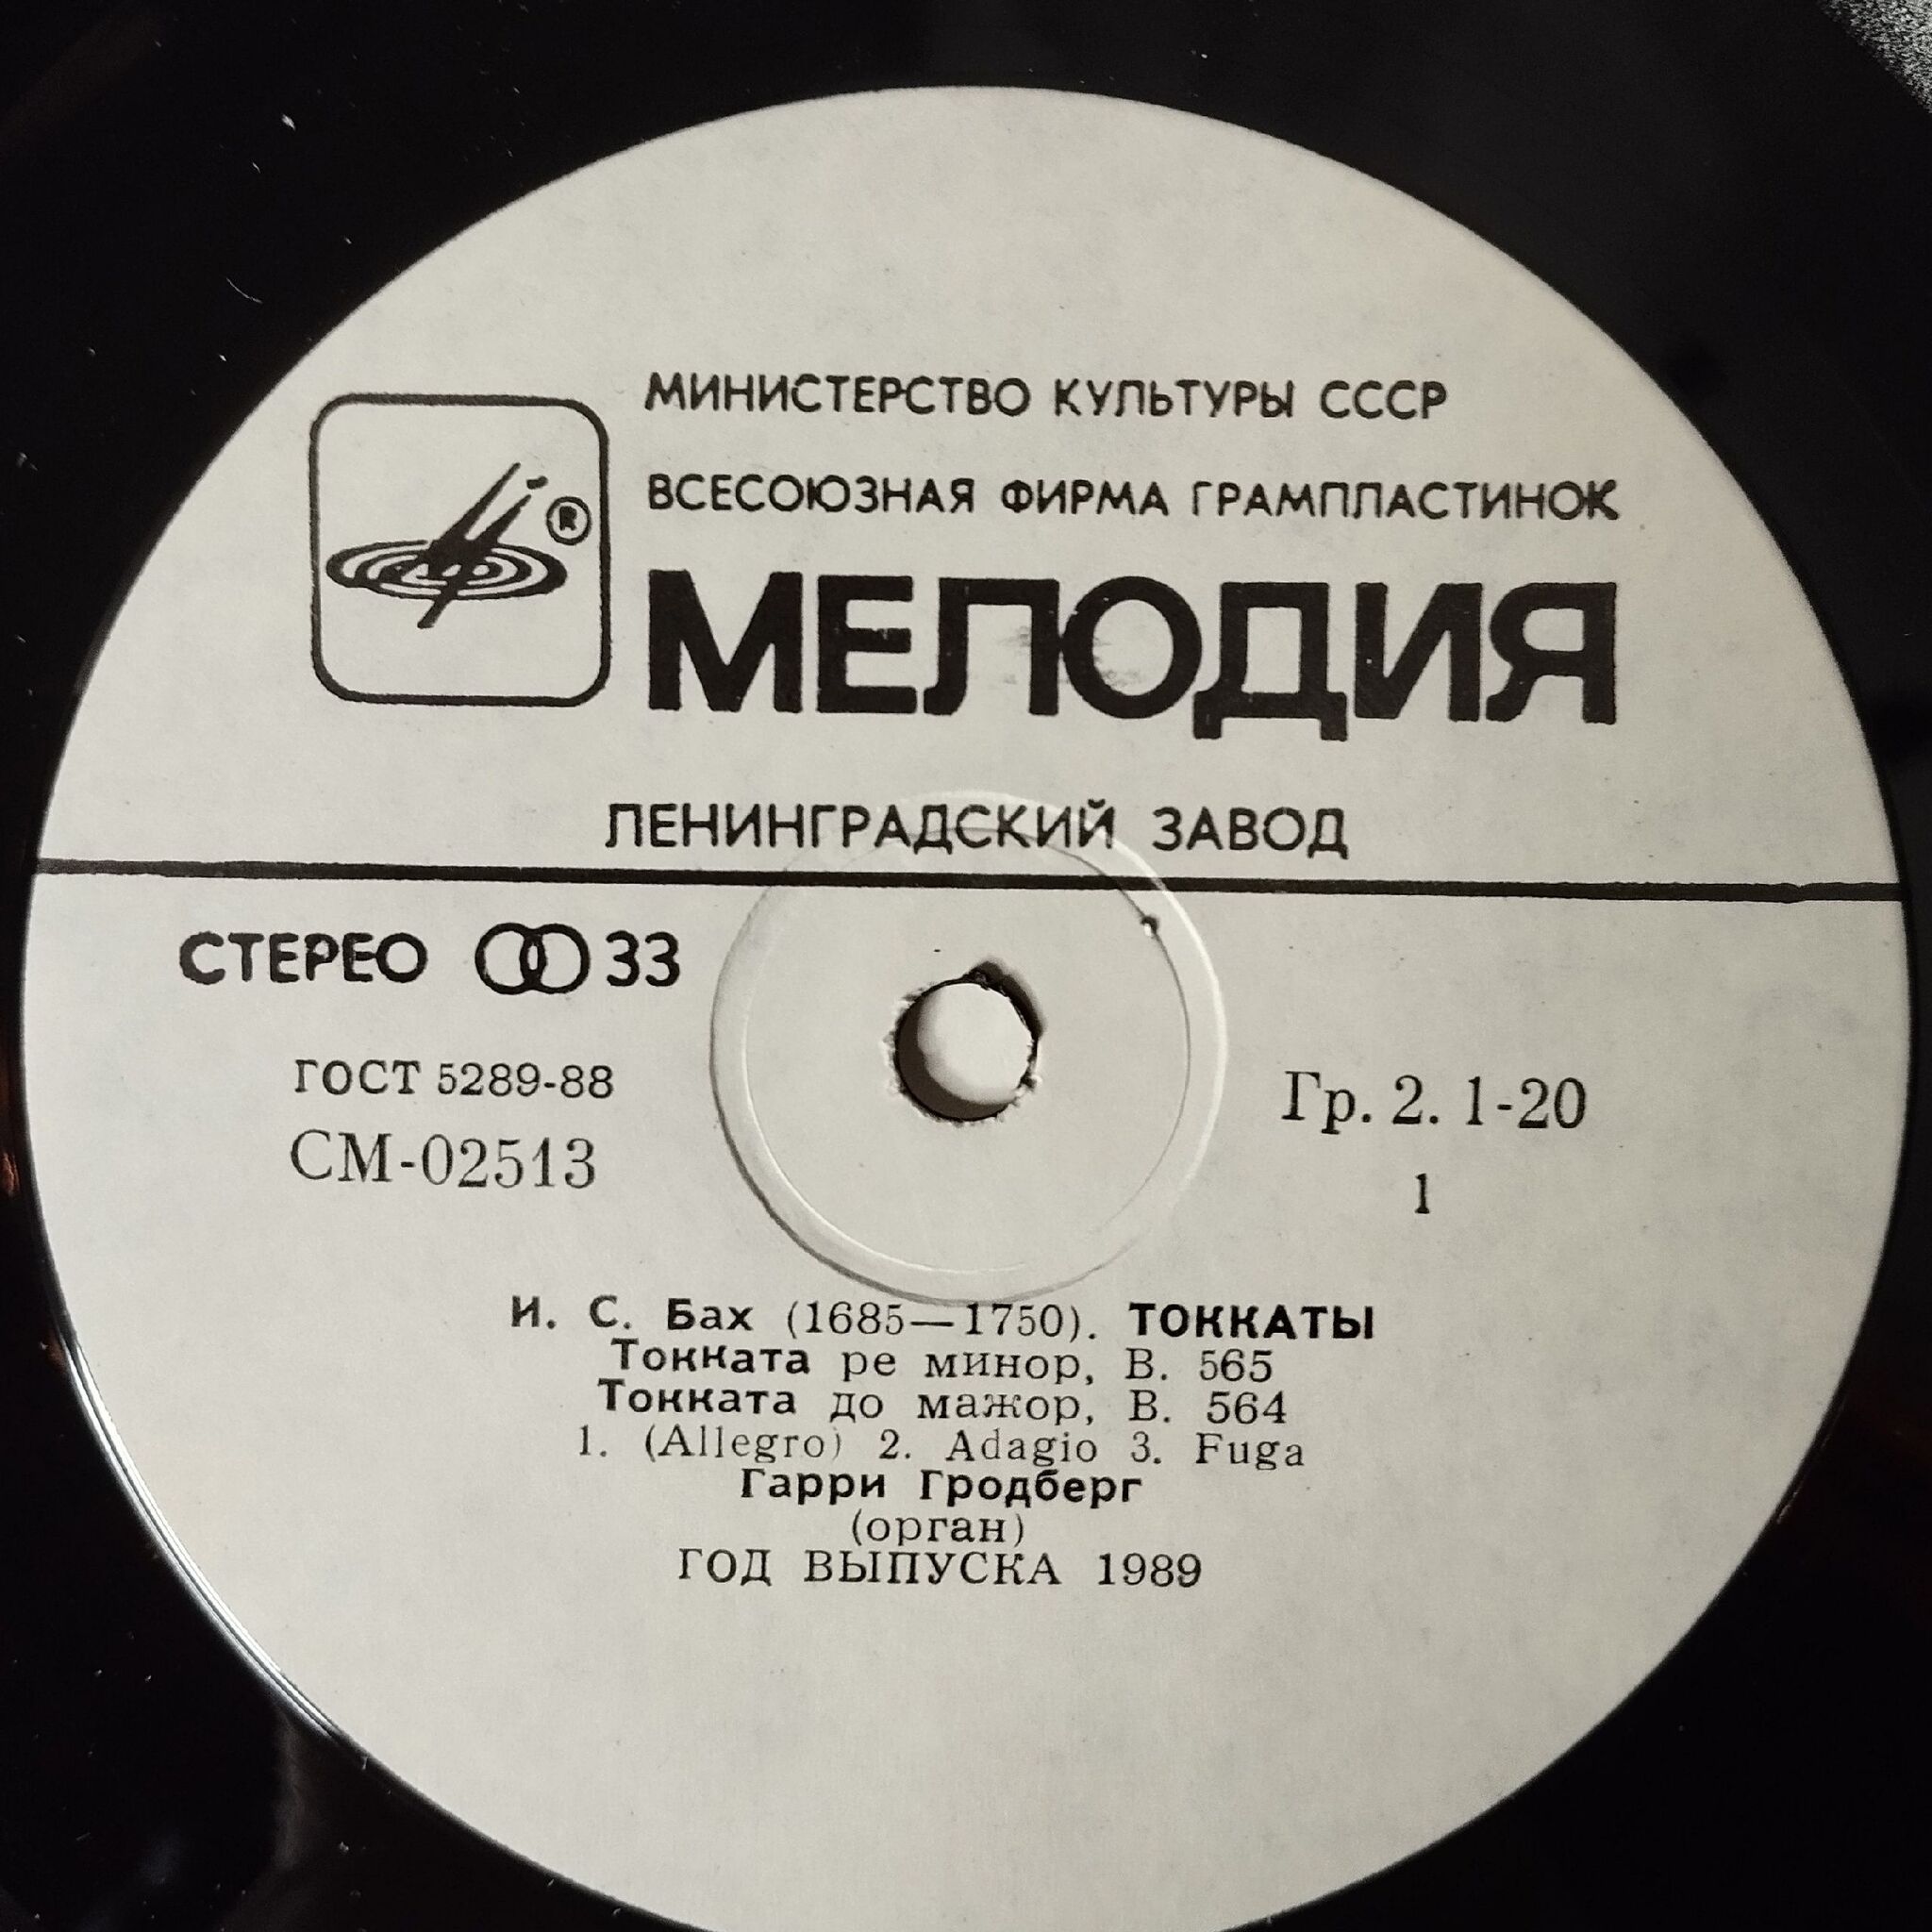 МИНИСТЕРСТВО КУЛЬТУРЫ СССР
ВСЕСОЮЗНАЯ ФИРМА ГРАМПЛАСТИНОК
®
МЕЛОДИЯ
ЛЕНИНГРАДСКИЙ ЗАВОД
СТЕРЕО 33
ГОСТ 5289-88
СМ-02513
Гр. 2. 1-20
1
И. С. Бах (1685—1750). ТОККАТЫ
Токката ре минор, В. 565
Токката до мажор, В. 564
1. (Allegro) 2. Adagio 3. Fuga
Гарри Гродберг
(орган)
ГОД ВЫПУСКА 1989